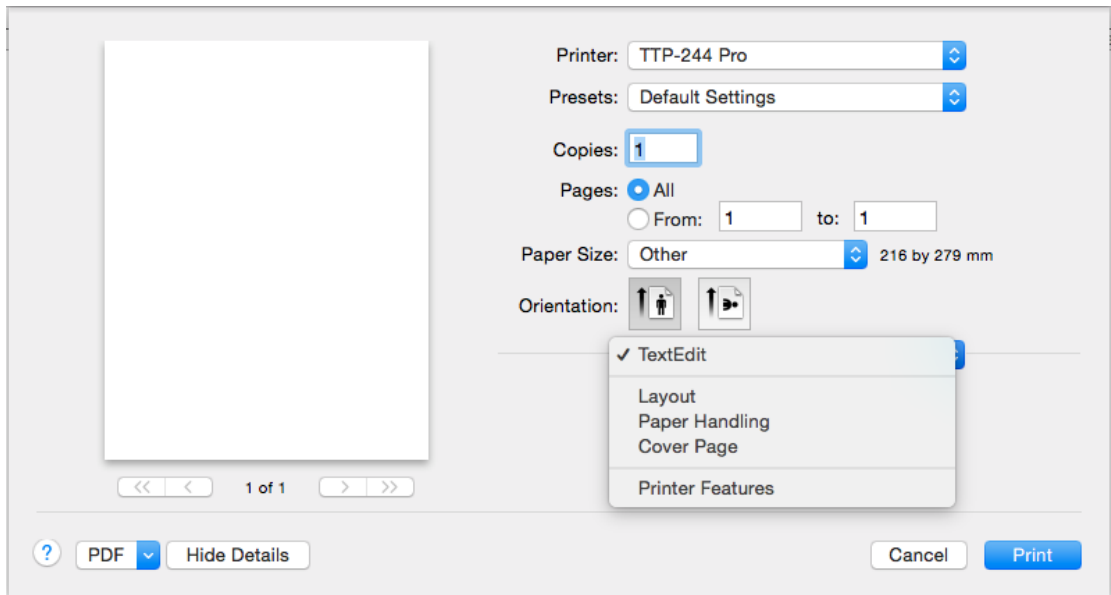 Printer: TTP-244 Pro
Presets: Default Settings
Copies: 1
Pages: All
From: 1 to: 1
Paper Size: Other 216 by 279 mm
Orientation:
✓ TextEdit
Layout
Paper Handling
Cover Page
Printer Features
<< < 1 of 1 > >>
? PDF Hide Details Cancel Print